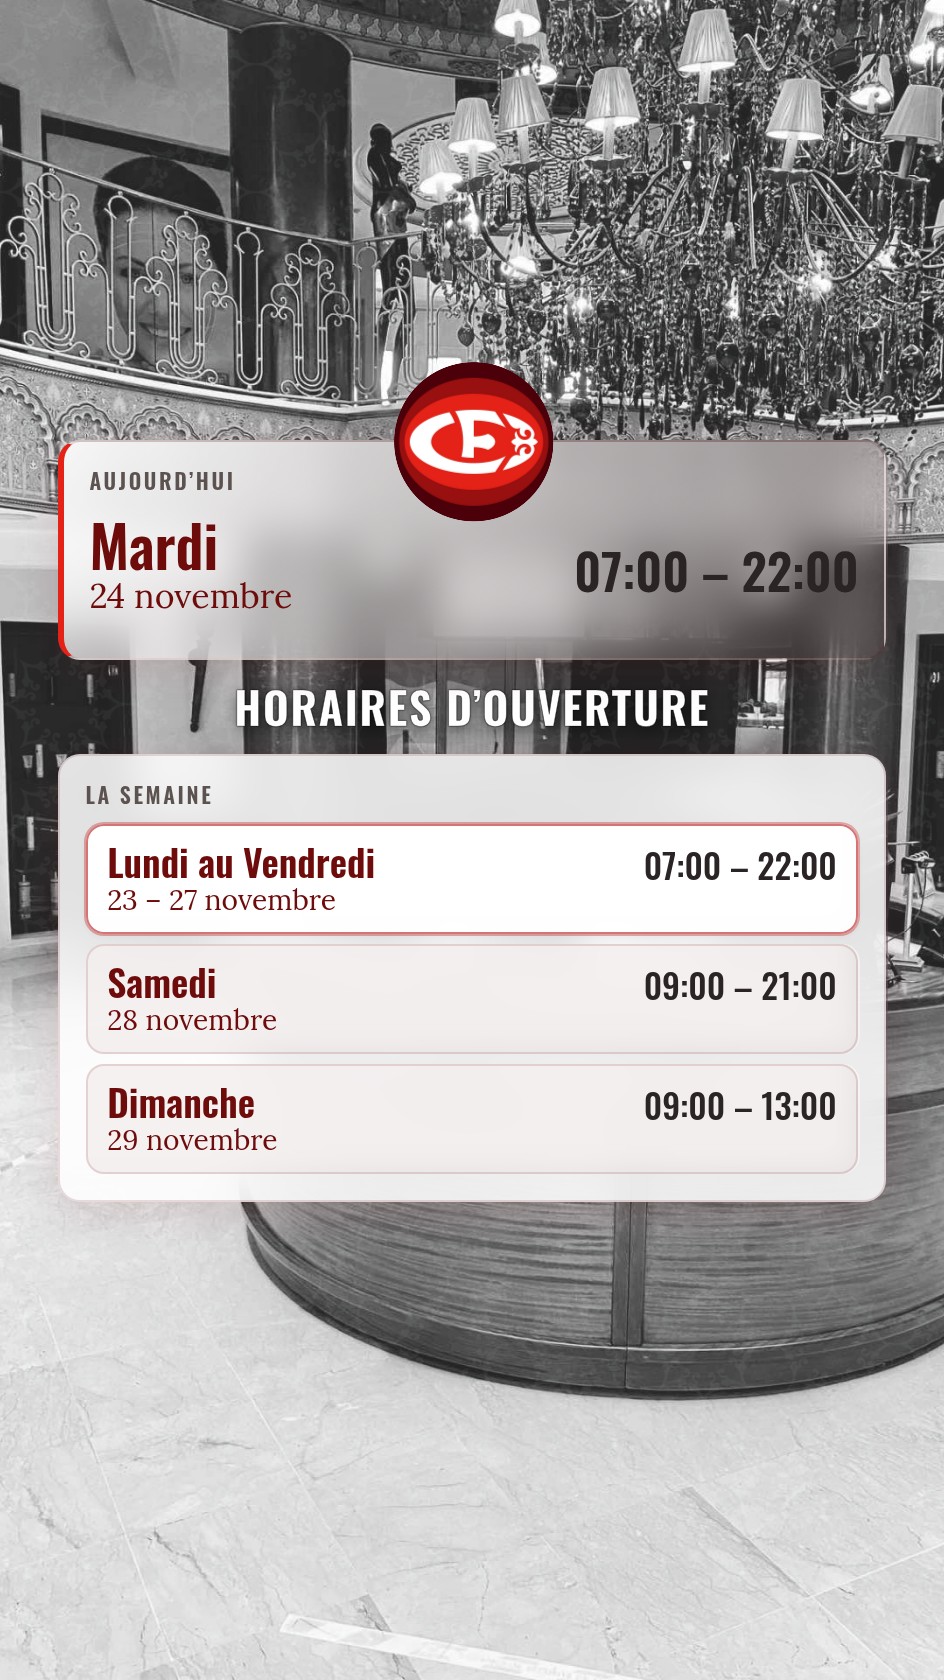 AUJOURD’HUI
Mardi
24 novembre
07:00 – 22:00
HORAIRES D’OUVERTURE
LA SEMAINE
Lundi au Vendredi
07:00 – 22:00
23 – 27 novembre
Samedi
09:00 – 21:00
28 novembre
Dimanche
09:00 – 13:00
29 novembre